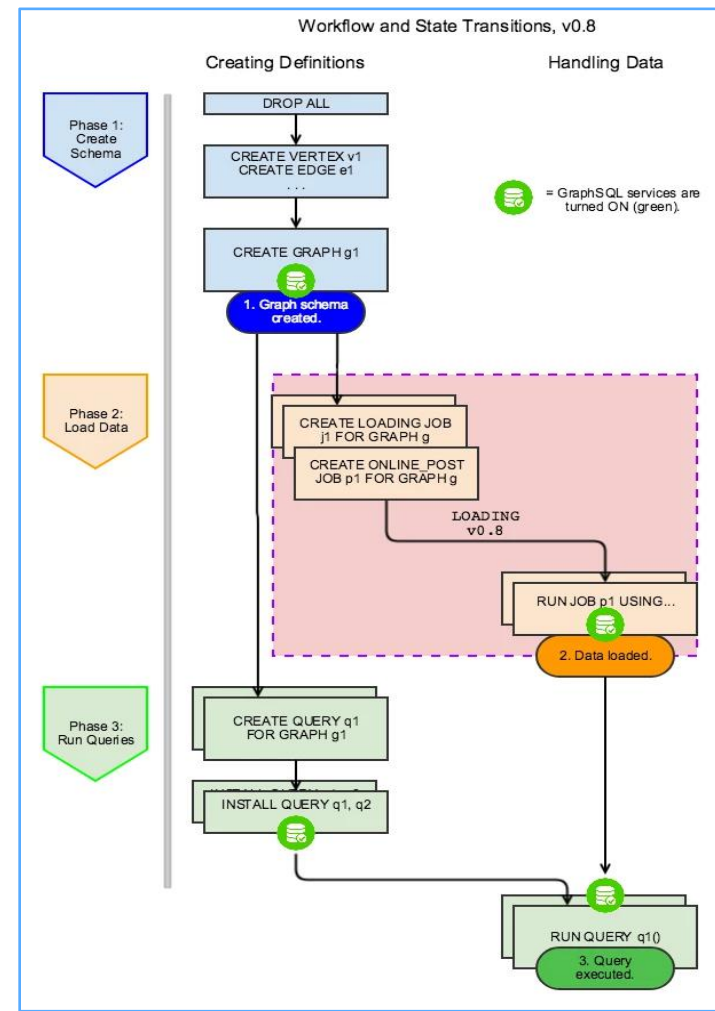 Workflow and State Transitions, v0.8
Creating Definitions
Handling Data
Phase 1:
Create
Schema
DROP ALL
CREATE VERTEX v1
CREATE EDGE e1
. . .
= GraphSQL services are
turned ON (green).
CREATE GRAPH g1
1. Graph schema
created.
Phase 2:
Load Data
CREATE LOADING JOB
j1 FOR GRAPH g
CREATE ONLINE_POST
JOB p1 FOR GRAPH g
LOADING
v0.8
RUN JOB p1 USING...
2. Data loaded.
Phase 3:
Run Queries
CREATE QUERY q1
FOR GRAPH g1
INSTALL QUERY q1, q2
RUN QUERY q1()
3. Query
executed.